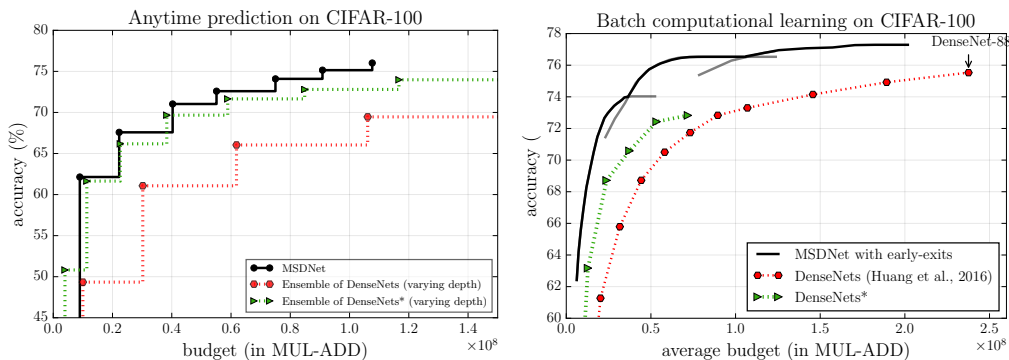 Anytime prediction on CIFAR-100
80
75
70
65
60
55
50
45
accuracy (%)
MSDNet
Ensemble of DenseNets (varying depth)
Ensemble of DenseNets* (varying depth)
0.0 0.2 0.4 0.6 0.8 1.0 1.2 1.4
budget (in MUL-ADD)
×10⁸
Batch computational learning on CIFAR-100
78
76
74
72
70
68
66
64
62
60
accuracy (
DenseNet-88
MSDNet with early-exits
DenseNets (Huang et al., 2016)
DenseNets*
0.0 0.5 1.0 1.5 2.0 2.5
average budget (in MUL-ADD)
×10⁸